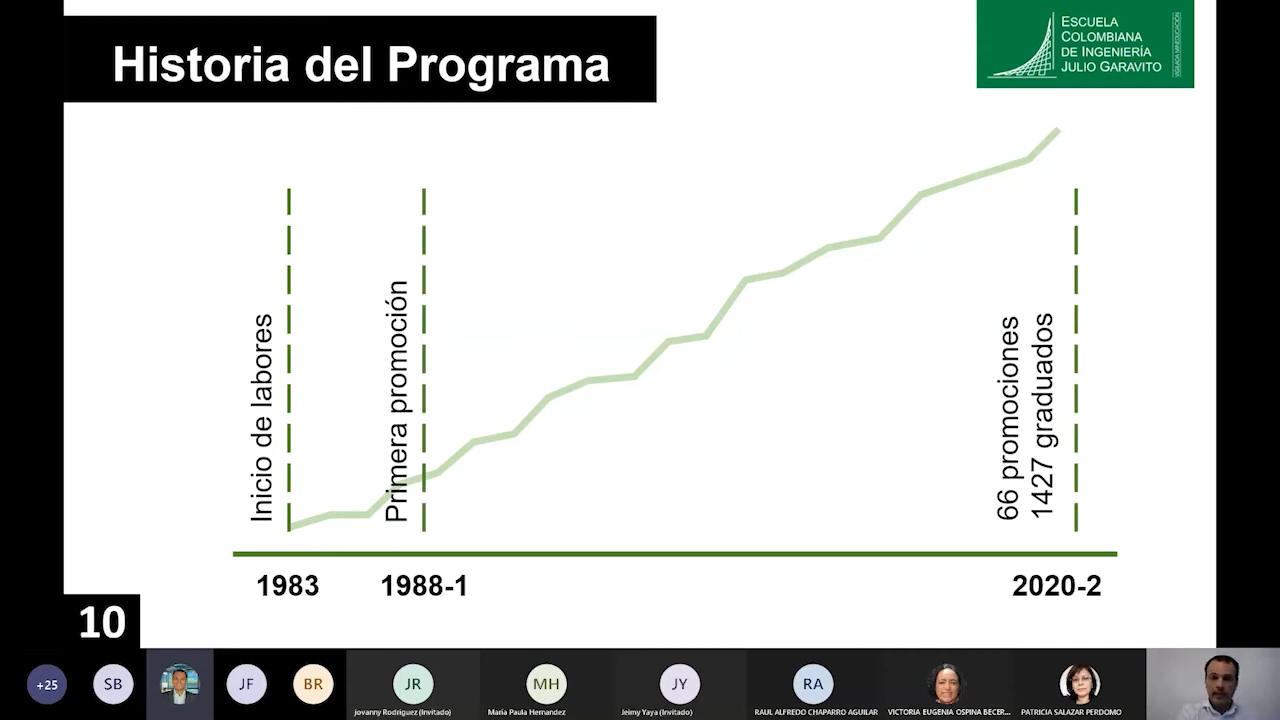 Historia del Programa
ESCUELA
COLOMBIANA
DE INGENIERÍA
JULIO GARAVITO
VIGILADA MINEDUCACIÓN
Inicio de labores
Primera promoción
66 promociones
1427 graduados
1983
1988-1
2020-2
10
+25
SB
JF
BR
JR
jovanny Rodriguez (Invitado)
MH
Maria Paula Hernandez
JY
Jeimy Yaya (Invitado)
RA
RAUL ALFREDO CHAPARRO AGUILAR
VICTORIA EUGENIA OSPINA BECER...
PATRICIA SALAZAR PERDOMO